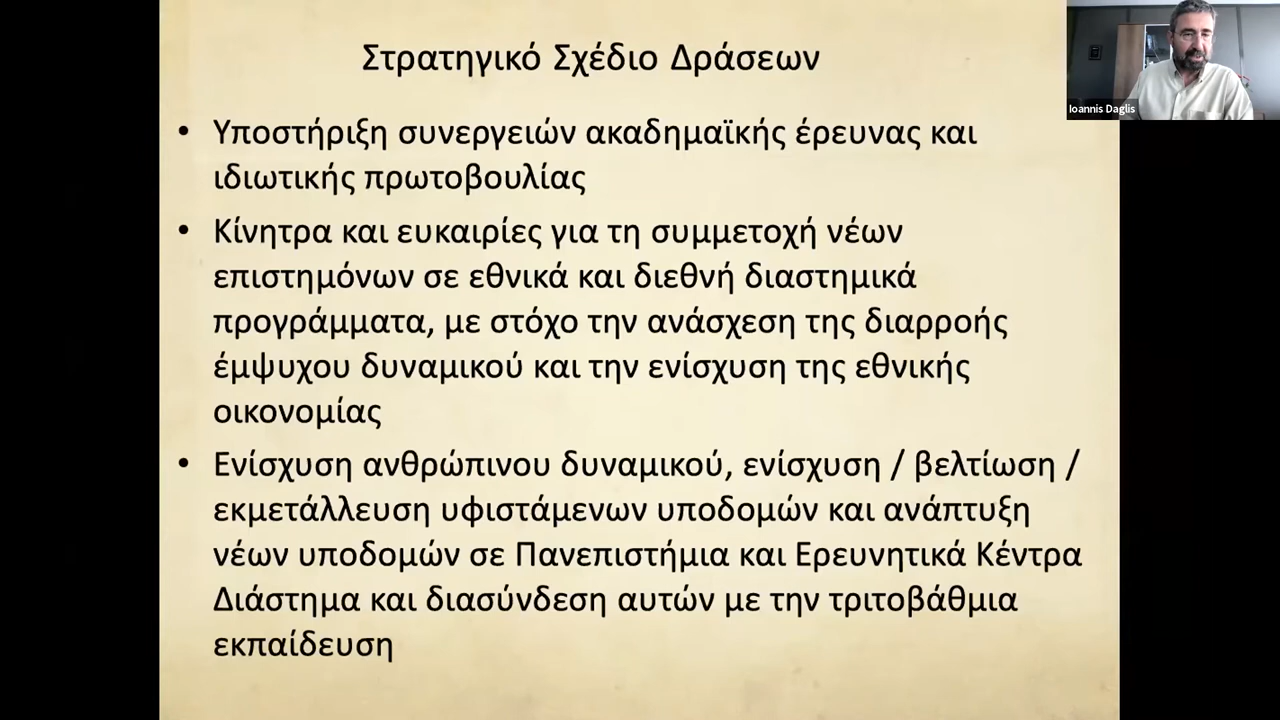 Στρατηγικό Σχέδιο Δράσεων
Ioannis Daglis
• Υποστήριξη συνεργειών ακαδημαϊκής έρευνας και
ιδιωτικής πρωτοβουλίας
• Κίνητρα και ευκαιρίες για τη συμμετοχή νέων
επιστημόνων σε εθνικά και διεθνή διαστημικά
προγράμματα, με στόχο την ανάσχεση της διαρροής
έμψυχου δυναμικού και την ενίσχυση της εθνικής
οικονομίας
• Ενίσχυση ανθρώπινου δυναμικού, ενίσχυση / βελτίωση /
εκμετάλλευση υφιστάμενων υποδομών και ανάπτυξη
νέων υποδομών σε Πανεπιστήμια και Ερευνητικά Κέντρα
Διάστημα και διασύνδεση αυτών με την τριτοβάθμια
εκπαίδευση